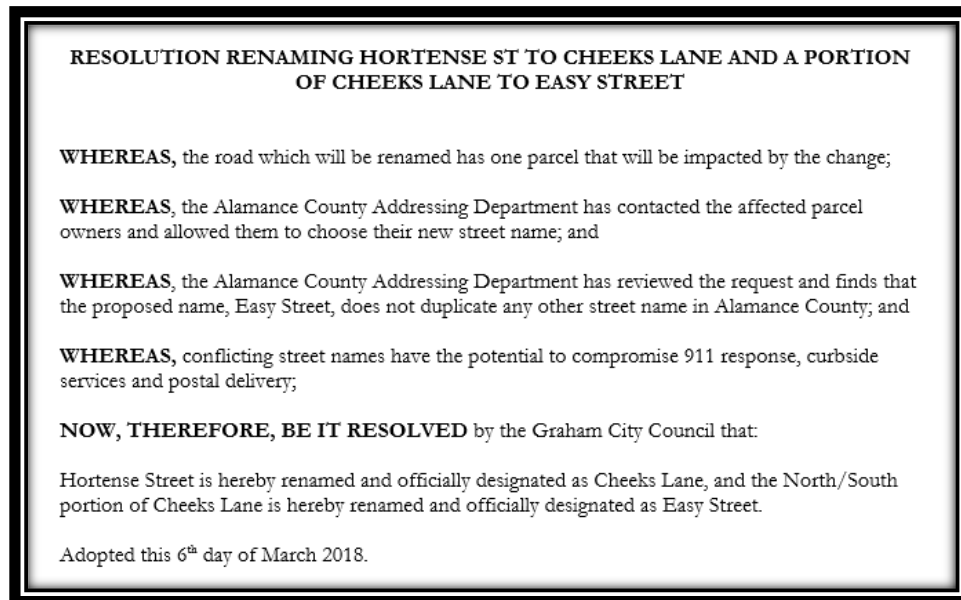 RESOLUTION RENAMING HORTENSE ST TO CHEEKS LANE AND A PORTION
OF CHEEKS LANE TO EASY STREET
WHEREAS, the road which will be renamed has one parcel that will be impacted by the change;
WHEREAS, the Alamance County Addressing Department has contacted the affected parcel
owners and allowed them to choose their new street name; and
WHEREAS, the Alamance County Addressing Department has reviewed the request and finds that
the proposed name, Easy Street, does not duplicate any other street name in Alamance County; and
WHEREAS, conflicting street names have the potential to compromise 911 response, curbside
services and postal delivery;
NOW, THEREFORE, BE IT RESOLVED by the Graham City Council that:
Hortense Street is hereby renamed and officially designated as Cheeks Lane, and the North/South
portion of Cheeks Lane is hereby renamed and officially designated as Easy Street.
Adopted this 6th day of March 2018.